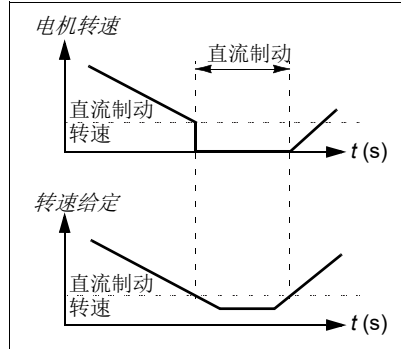 电机转速
直流制动
直流制动
转速
t (s)
转速给定
直流制动
转速
t (s)